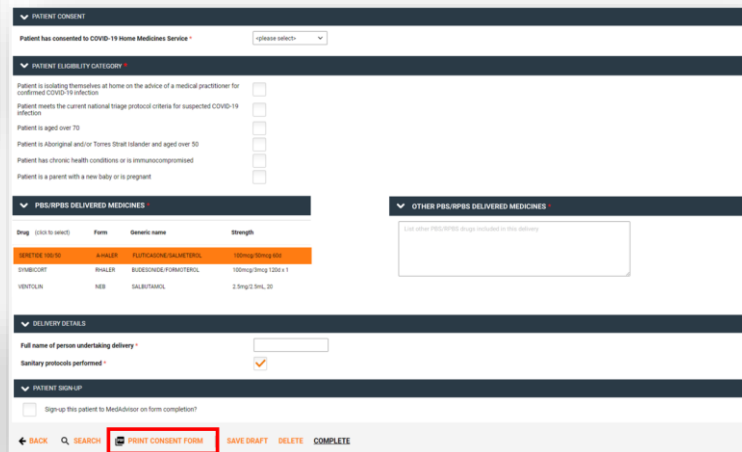 PATIENT CONSENT
Patient has consented to COVID-19 Home Medicines Service *
<please select>
PATIENT ELIGIBILITY CATEGORY *
Patient is isolating themselves at home on the advice of a medical practitioner for
confirmed COVID-19 infection
Patient meets the current national triage protocol criteria for suspected COVID-19
infection
Patient is aged over 70
Patient is Aboriginal and/or Torres Strait Islander and aged over 50
Patient has chronic health conditions or is immunocompromised
Patient is a parent with a new baby or is pregnant
PBS/RPBS DELIVERED MEDICINES *
OTHER PBS/RPBS DELIVERED MEDICINES *
Drug (click to select) Form Generic name Strength
List other PBS/RPBS drugs included in this delivery
SERETIDE 100/50 A-HALER FLUTICASONE/SALMETEROL 100mcg/50mcg 60d
SYMBICORT RHALER BUDESONIDE/FORMOTEROL 100mcg/3mcg 120d x 1
VENTOLIN NEB SALBUTAMOL 2.5mg/2.5mL, 20
DELIVERY DETAILS
Full name of person undertaking delivery *
Sanitary protocols performed *
PATIENT SIGN-UP
Sign-up this patient to MedAdvisor on form completion?
BACK SEARCH PRINT CONSENT FORM SAVE DRAFT DELETE COMPLETE